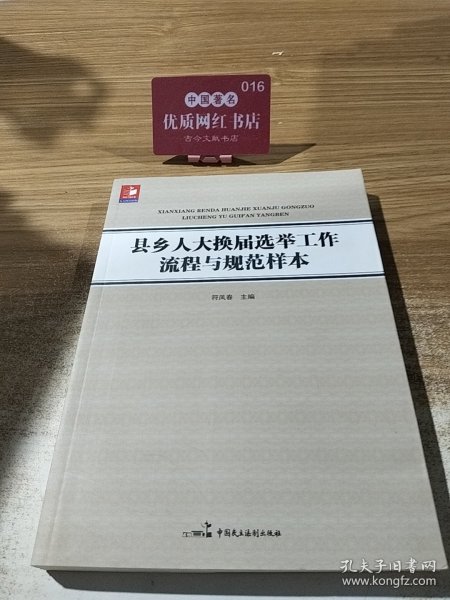 016
中国著名
优质网红书店
古今文献书店
XIANXIANG RENDA HUANJIE XUANJU GONGZUO
LIUCHENG YU GUIFAN YANGBEN
县乡人大换届选举工作
流程与规范样本
符凤春 主编
中国民主法制出版社
孔夫子旧书网
www.kongfz.com